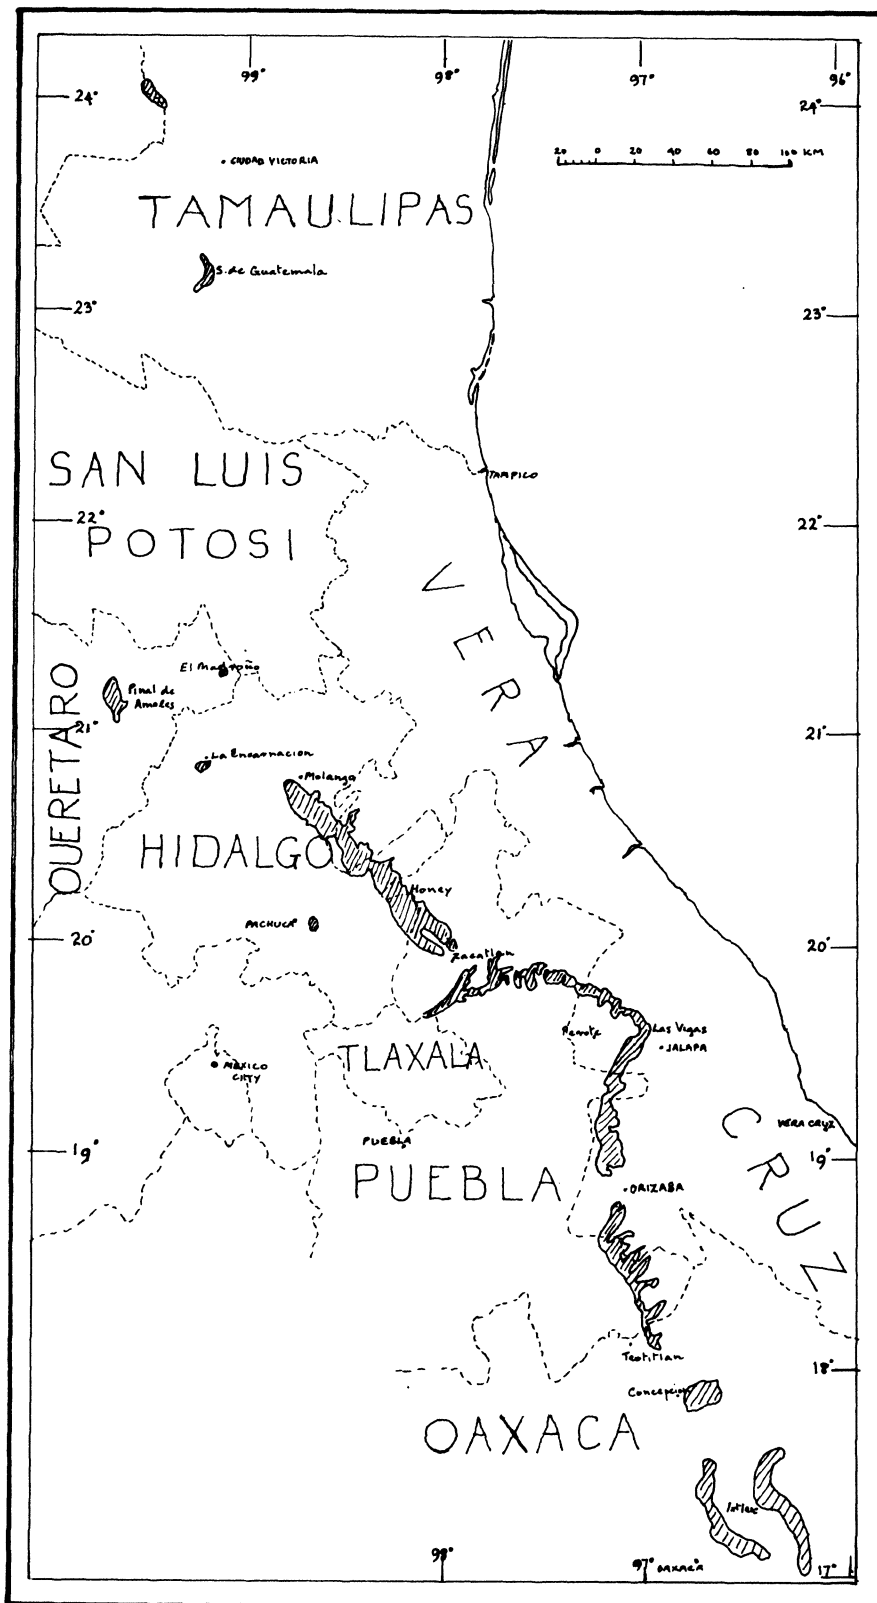 99°
98°
97°
96°
24°
24°
20 0 20 40 60 80 100 KM
CIUDAD VICTORIA
TAMAULIPAS
S. de Guatemala
23°
23°
SAN LUIS
POTOSI
TAMPICO
22°
22°
VERA
El Madroño
Pinal de
Amoles
21°
21°
QUERETARO
La Encarnacion
Molango
HIDALGO
Honey
PACHUCA
20°
20°
Zacatlan
Perote
Las Vigas
JALAPA
TLAXALA
MEXICO
CITY
CRUZ
VERA CRUZ
PUEBLA
19°
19°
PUEBLA
ORIZABA
Teotitlan
18°
Concepcion
OAXACA
Ixtlan
98°
97°
OAXACA
17°